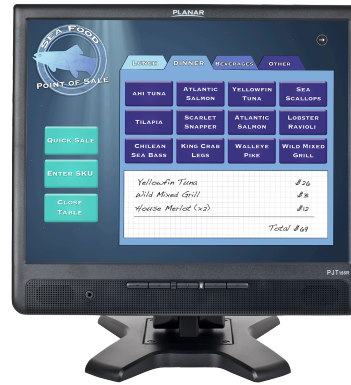 PLANAR
SEA FOOD
POINT OF SALE
LUNCH DINNER BEVERAGES OTHER
AHI TUNA ATLANTIC SALMON YELLOWFIN TUNA SEA SCALLOPS
TILAPIA SCARLET SNAPPER ATLANTIC SALMON LOBSTER RAVIOLI
CHILEAN SEA BASS KING CRAB LEGS WALLEYE PIKE WILD MIXED GRILL
QUICK SALE
ENTER SKU
CLOSE TABLE
Yellowfin Tuna $26
Wild Mixed Grill
House Merlot (x2) $12
Total $69